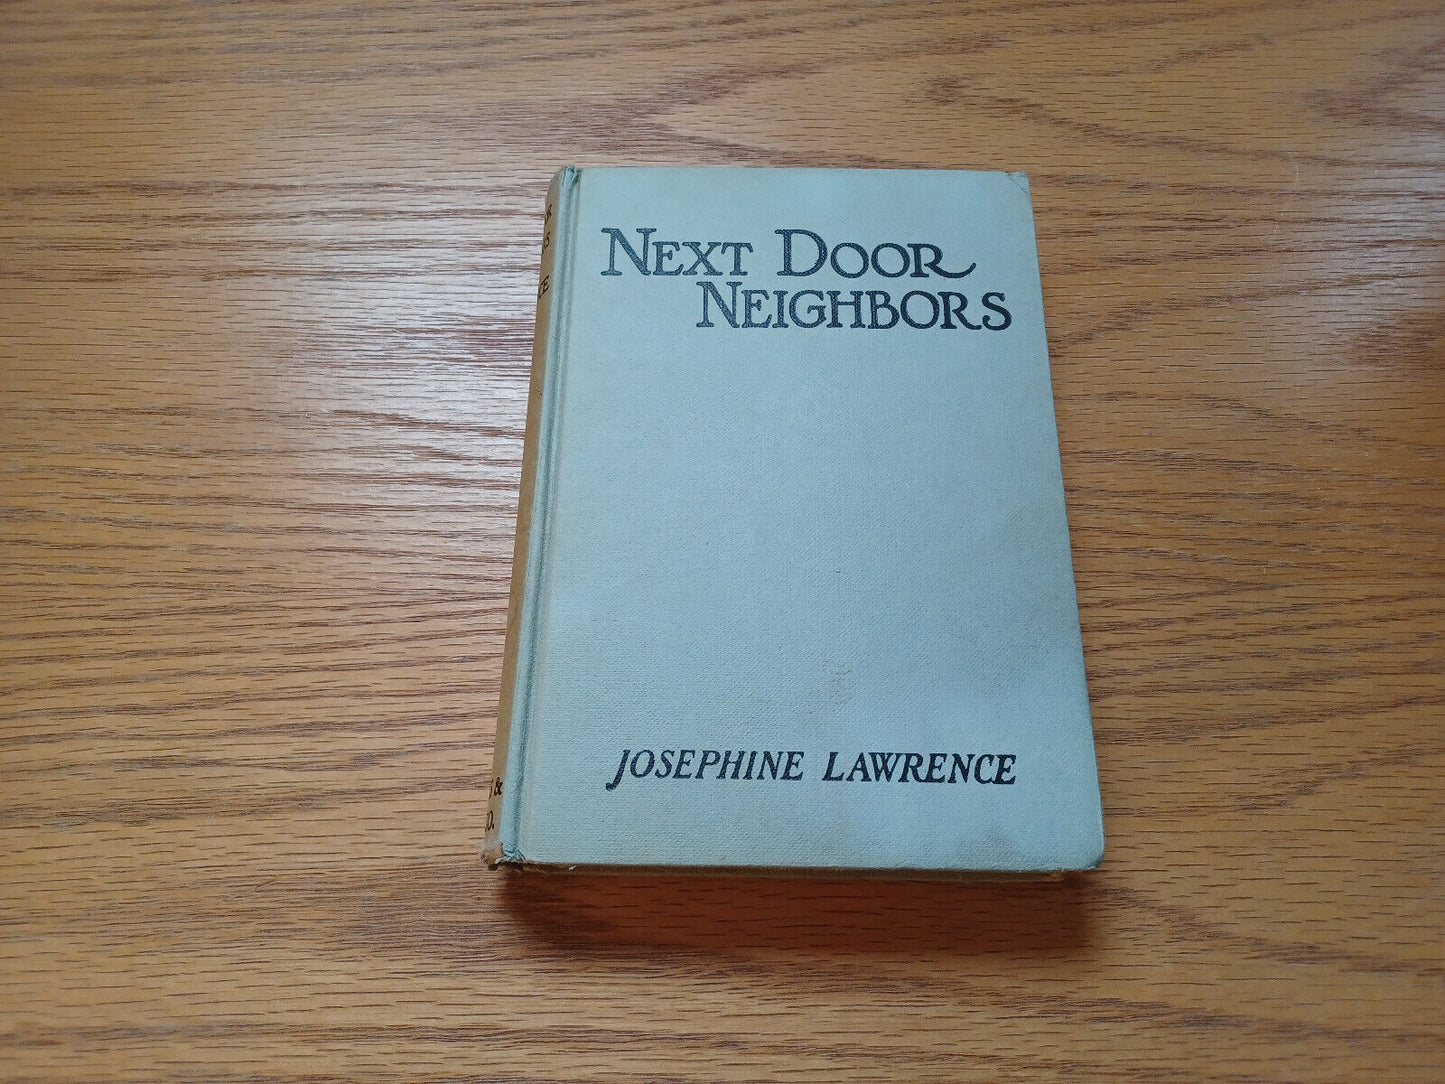 NEXT DOOR
NEIGHBORS
JOSEPHINE LAWRENCE
&